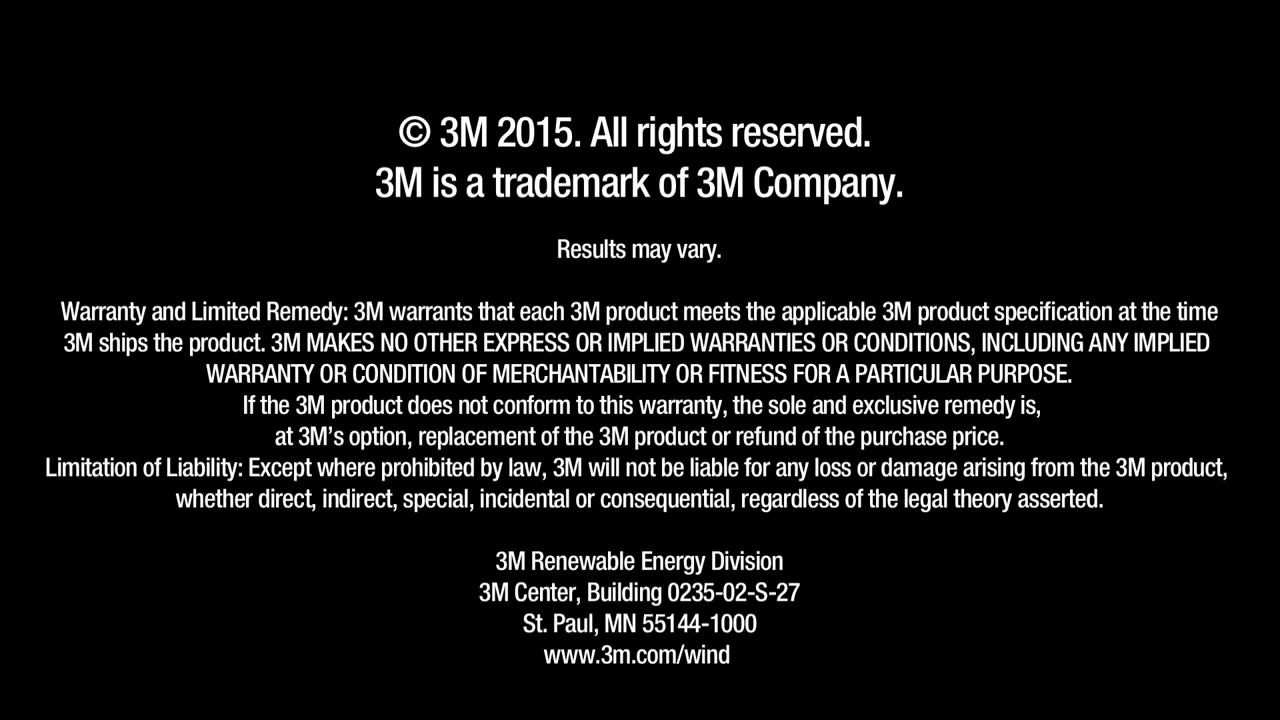 © 3M 2015. All rights reserved.
3M is a trademark of 3M Company.
Results may vary.
Warranty and Limited Remedy: 3M warrants that each 3M product meets the applicable 3M product specification at the time
3M ships the product. 3M MAKES NO OTHER EXPRESS OR IMPLIED WARRANTIES OR CONDITIONS, INCLUDING ANY IMPLIED
WARRANTY OR CONDITION OF MERCHANTABILITY OR FITNESS FOR A PARTICULAR PURPOSE.
If the 3M product does not conform to this warranty, the sole and exclusive remedy is,
at 3M’s option, replacement of the 3M product or refund of the purchase price.
Limitation of Liability: Except where prohibited by law, 3M will not be liable for any loss or damage arising from the 3M product,
whether direct, indirect, special, incidental or consequential, regardless of the legal theory asserted.
3M Renewable Energy Division
3M Center, Building 0235-02-S-27
St. Paul, MN 55144-1000
www.3m.com/wind